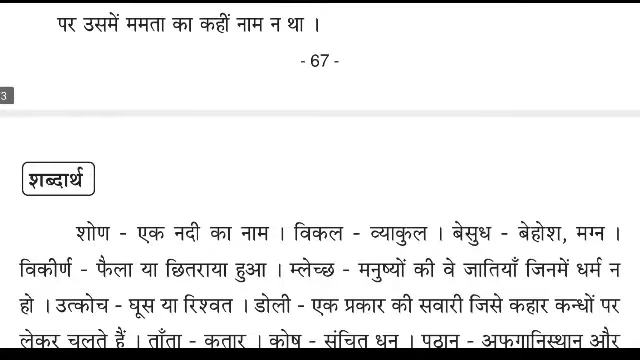 पर उसमें ममता का कहीं नाम न था ।
- 67 -
3
शब्दार्थ
शोण - एक नदी का नाम । विकल - व्याकुल । बेसुध - बेहोश, मग्न ।
विकीर्ण - फैला या छितराया हुआ । म्लेच्छ - मनुष्यों की वे जातियाँ जिनमें धर्म न
हो । उत्कोच - घूस या रिश्वत । डोली - एक प्रकार की सवारी जिसे कहार कन्धों पर
लेकर चलते हैं । ताँता - कतार । कोष - संचित धन । पठान - अफगानिस्थान और